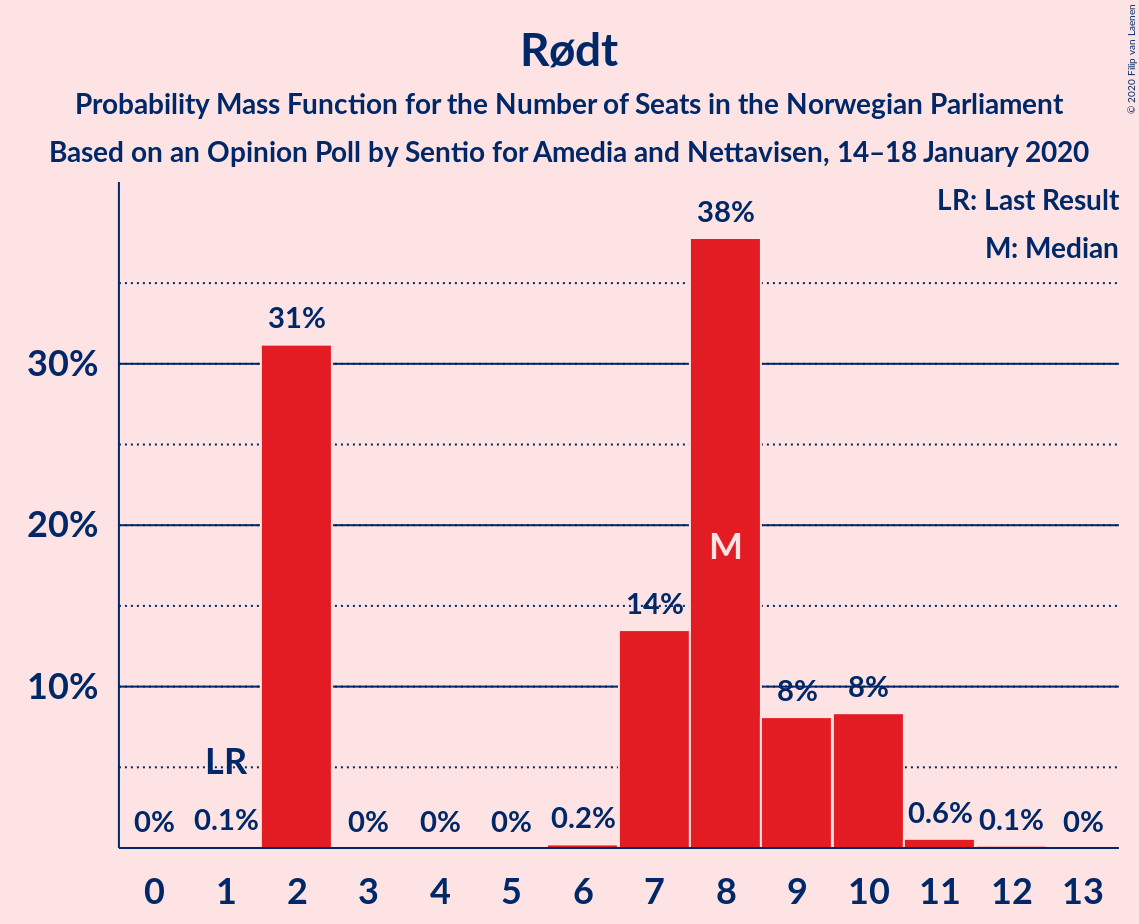 Rødt
Probability Mass Function for the Number of Seats in the Norwegian Parliament
Based on an Opinion Poll by Sentio for Amedia and Nettavisen, 14–18 January 2020
© 2020 Filip van Laenen
LR: Last Result
M: Median
38%
31%
30%
20%
M
14%
10%
8%
8%
LR
0%
0.1%
0%
0%
0%
0.2%
0.6%
0.1%
0%
0 1 2 3 4 5 6 7 8 9 10 11 12 13